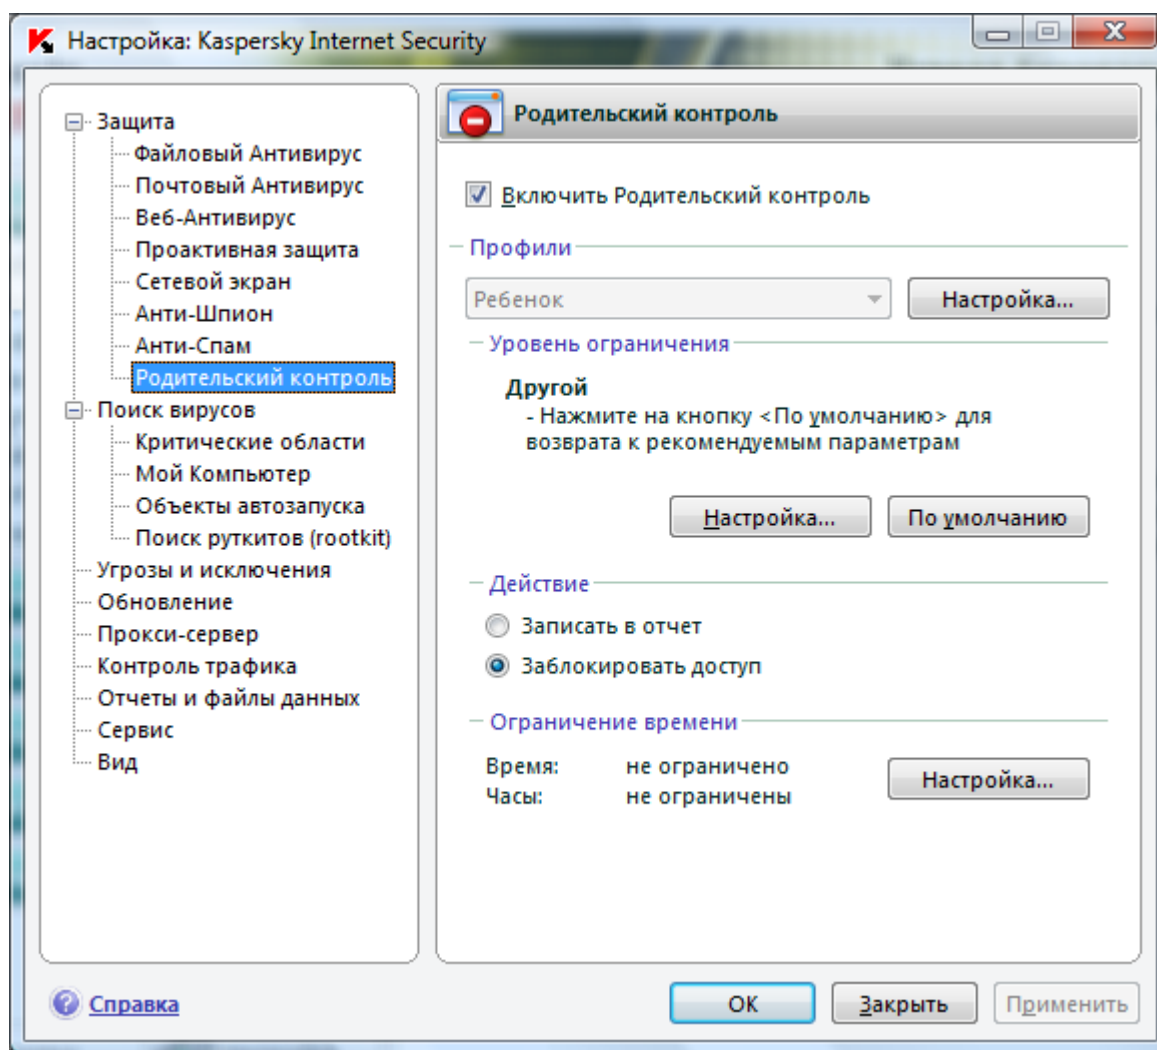 Настройка: Kaspersky Internet Security
Защита
Файловый Антивирус
Почтовый Антивирус
Веб-Антивирус
Проактивная защита
Сетевой экран
Анти-Шпион
Анти-Спам
Родительский контроль
Поиск вирусов
Критические области
Мой Компьютер
Объекты автозапуска
Поиск руткитов (rootkit)
Угрозы и исключения
Обновление
Прокси-сервер
Контроль трафика
Отчеты и файлы данных
Сервис
Вид
Родительский контроль
Включить Родительский контроль
Профили
Ребенок
Настройка...
Уровень ограничения
Другой
- Нажмите на кнопку <По умолчанию> для
возврата к рекомендуемым параметрам
Настройка...
По умолчанию
Действие
Записать в отчет
Заблокировать доступ
Ограничение времени
Время: не ограничено
Часы: не ограничены
Настройка...
Справка
ОК
Закрыть
Применить